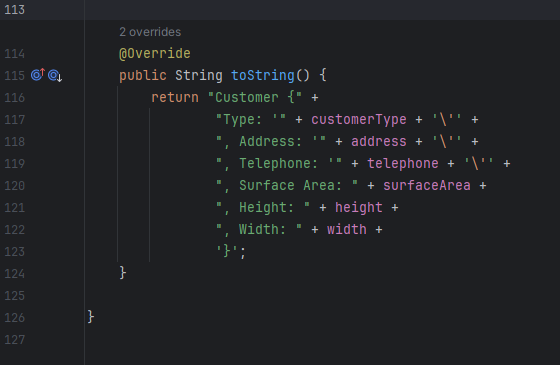 113
2 overrides
114 @Override
115 public String toString() {
116 return "Customer {" +
117 "Type: '" + customerType + '\'' +
118 ", Address: '" + address + '\'' +
119 ", Telephone: '" + telephone + '\'' +
120 ", Surface Area: " + surfaceArea +
121 ", Height: " + height +
122 ", Width: " + width +
123 '}';
124 }
125
126 }
127